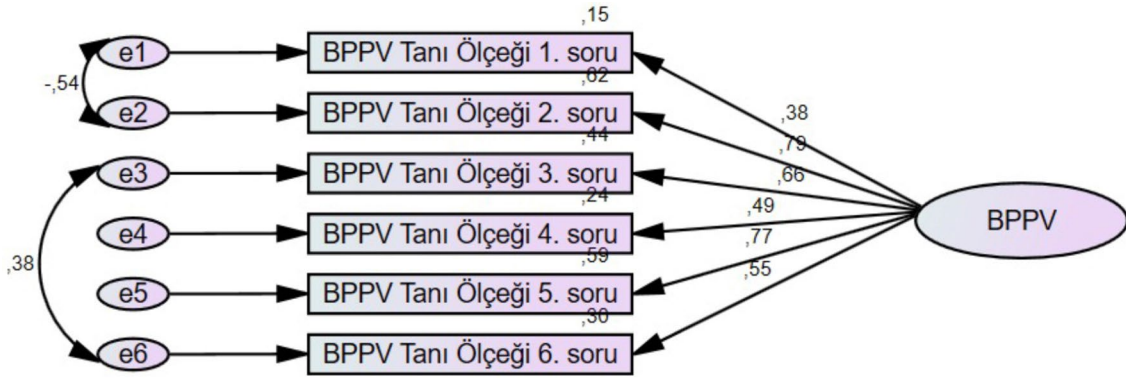 ,15
e1
BPPV Tanı Ölçeği 1. soru
,62
-,54
,38
e2
BPPV Tanı Ölçeği 2. soru
,44
,79
e3
BPPV Tanı Ölçeği 3. soru
,66
,24
e4
BPPV Tanı Ölçeği 4. soru
,49
BPPV
,59
,77
,38
e5
BPPV Tanı Ölçeği 5. soru
,55
,30
e6
BPPV Tanı Ölçeği 6. soru